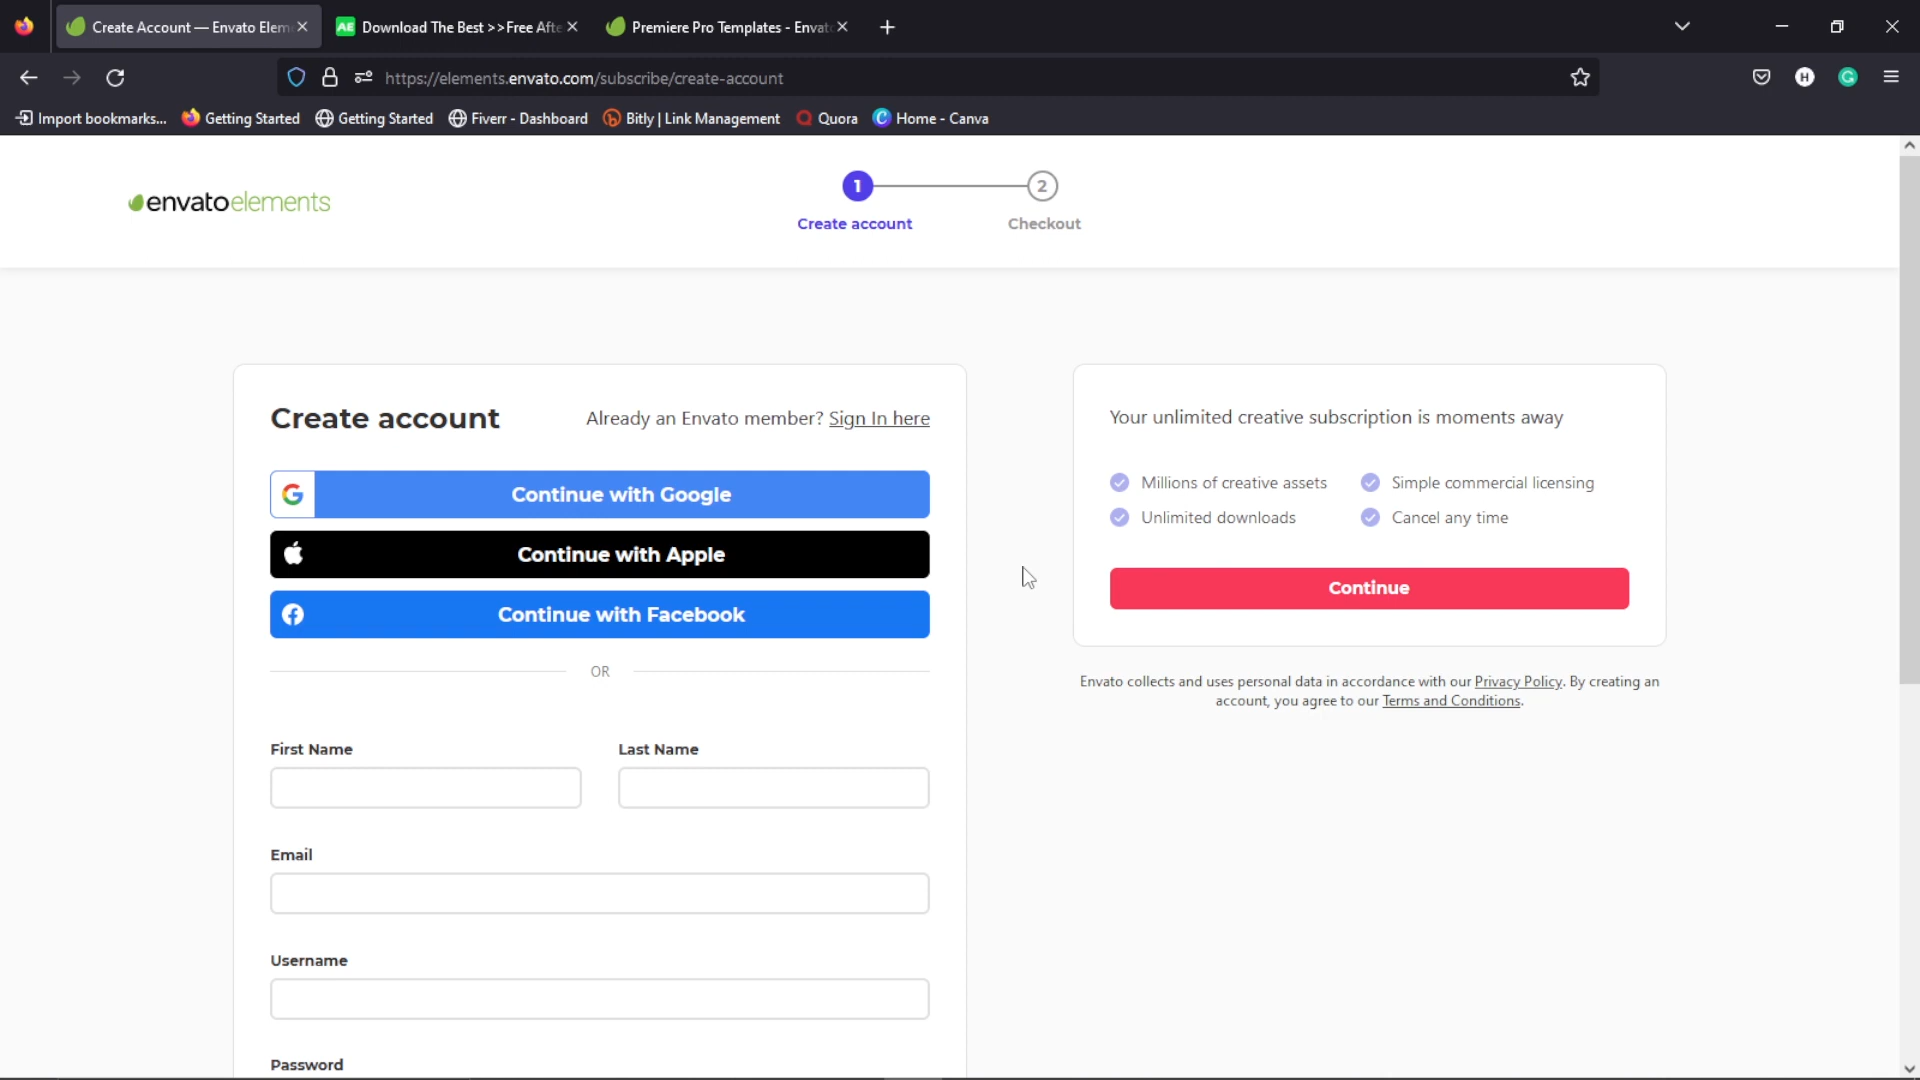 Create Account — Envato Elem
Download The Best >>Free Afte
Premiere Pro Templates - Envat
https://elements.envato.com/subscribe/create-account
Import bookmarks...
Getting Started
Getting Started
Fiverr - Dashboard
Bitly | Link Management
Quora
Home - Canva
envatoelements
1
2
Create account
Checkout
Create account
Already an Envato member? Sign In here
Continue with Google
Continue with Apple
Continue with Facebook
OR
First Name
Last Name
Email
Username
Password
Your unlimited creative subscription is moments away
Millions of creative assets
Simple commercial licensing
Unlimited downloads
Cancel any time
Continue
Envato collects and uses personal data in accordance with our Privacy Policy. By creating an
account, you agree to our Terms and Conditions.